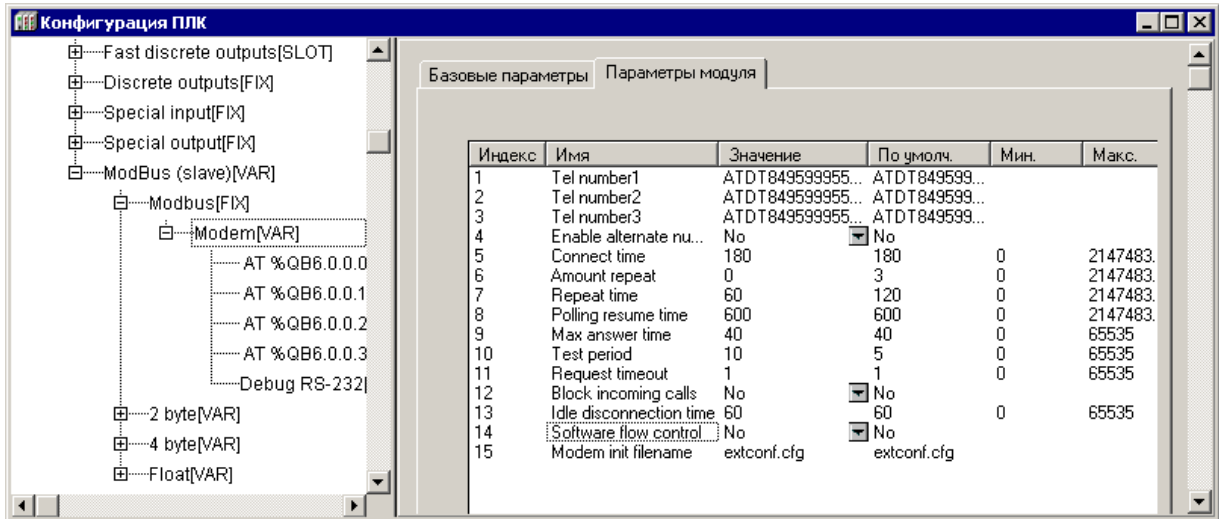 Конфигурация ПЛК
Fast discrete outputs[SLOT]
Discrete outputs[FIX]
Special input[FIX]
Special output[FIX]
ModBus (slave)[VAR]
Modbus[FIX]
Modem[VAR]
AT %QB6.0.0.0
AT %QB6.0.0.1
AT %QB6.0.0.2
AT %QB6.0.0.3
Debug RS-232[
2 byte[VAR]
4 byte[VAR]
Float[VAR]
Базовые параметры Параметры модуля
Индекс Имя Значение По умолч. Мин. Макс.
1 Tel number1 ATDT849599955... ATDT849599...
2 Tel number2 ATDT849599955... ATDT849599...
3 Tel number3 ATDT849599955... ATDT849599...
4 Enable alternate nu... No No
5 Connect time 180 180 0 2147483.
6 Amount repeat 0 3 0 2147483.
7 Repeat time 60 120 0 2147483.
8 Polling resume time 600 600 0 2147483.
9 Max answer time 40 40 0 65535
10 Test period 10 5 0 65535
11 Request timeout 1 1 0 65535
12 Block incoming calls No No
13 Idle disconnection time 60 60 0 65535
14 Software flow control No No
15 Modem init filename extconf.cfg extconf.cfg